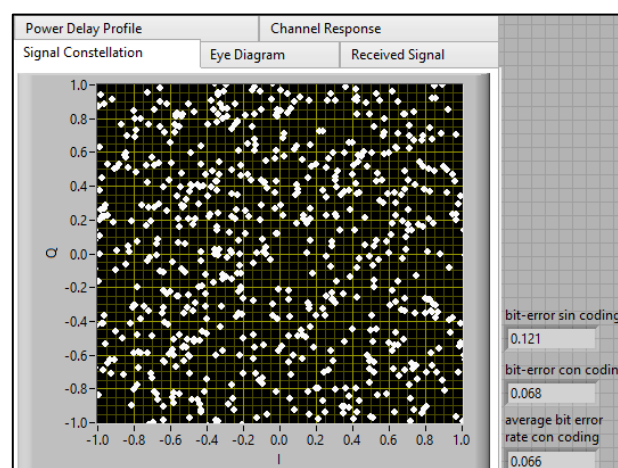 Power Delay Profile Channel Response
Signal Constellation Eye Diagram Received Signal
1.0
0.8
0.6
0.4
0.2
0.0
-0.2
-0.4
-0.6
-0.8
-1.0
Q
-1.0 -0.8 -0.6 -0.4 -0.2 0.0 0.2 0.4 0.6 0.8 1.0
I
bit-error sin coding
0.121
bit-error con codin
0.068
average bit error
rate con coding
0.066